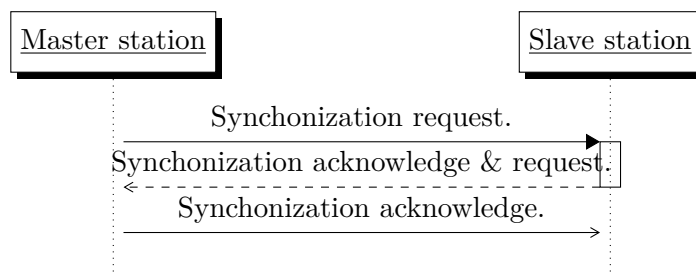 Master station
Slave station
Synchonization request.
Synchonization acknowledge & request.
Synchonization acknowledge.